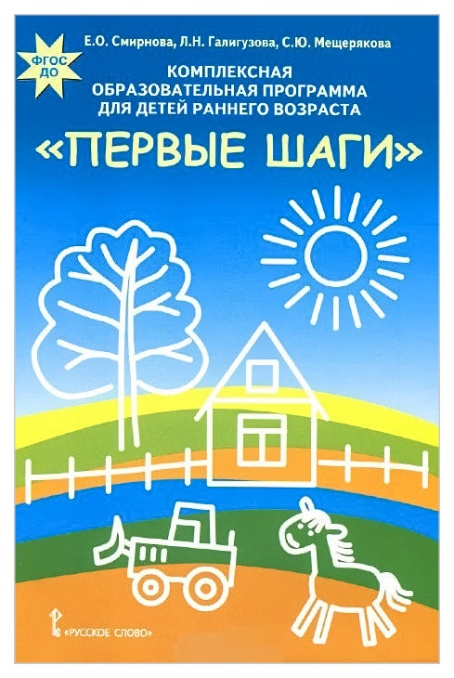 ФГОС
ДО
Е.О. Смирнова, Л.Н. Галигузова, С.Ю. Мещерякова
КОМПЛЕКСНАЯ
ОБРАЗОВАТЕЛЬНАЯ ПРОГРАММА
ДЛЯ ДЕТЕЙ РАННЕГО ВОЗРАСТА
«ПЕРВЫЕ ШАГИ»
«РУССКОЕ СЛОВО»